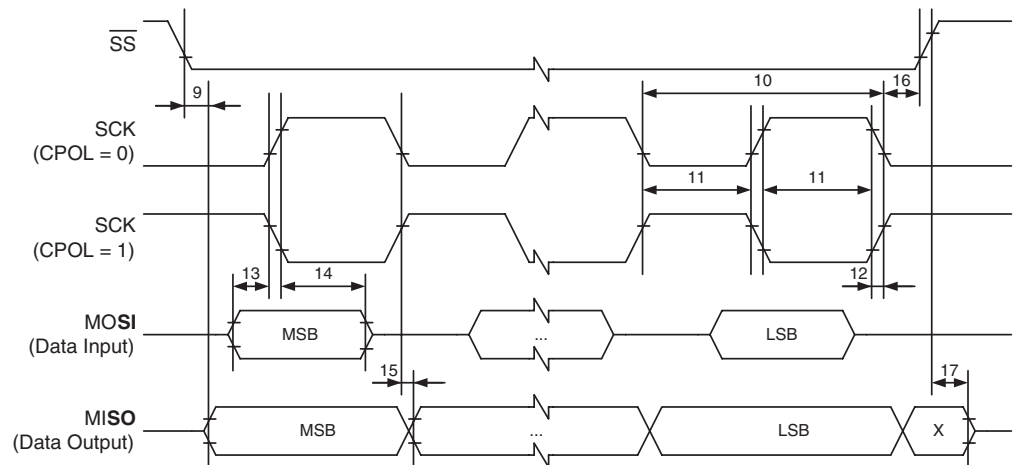 SS
9
10
16
SCK
(CPOL = 0)
11
11
SCK
(CPOL = 1)
13
14
12
MOSI
(Data Input)
MSB
...
LSB
15
17
MISO
(Data Output)
MSB
...
LSB
X